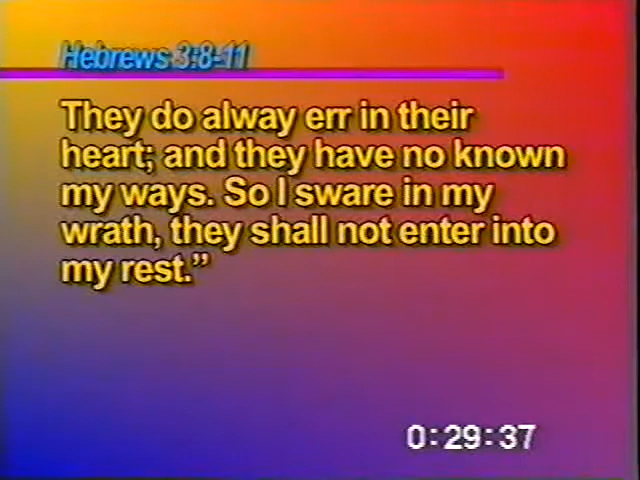 Hebrews 3:8-11
They do alway err in their
heart; and they have no known
my ways. So I sware in my
wrath, they shall not enter into
my rest.”
0:29:37